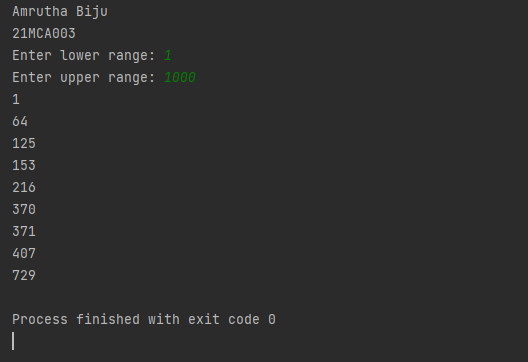 Amrutha Biju
21MCA003
Enter lower range: 1
Enter upper range: 1000
1
64
125
153
216
370
371
407
729
Process finished with exit code 0